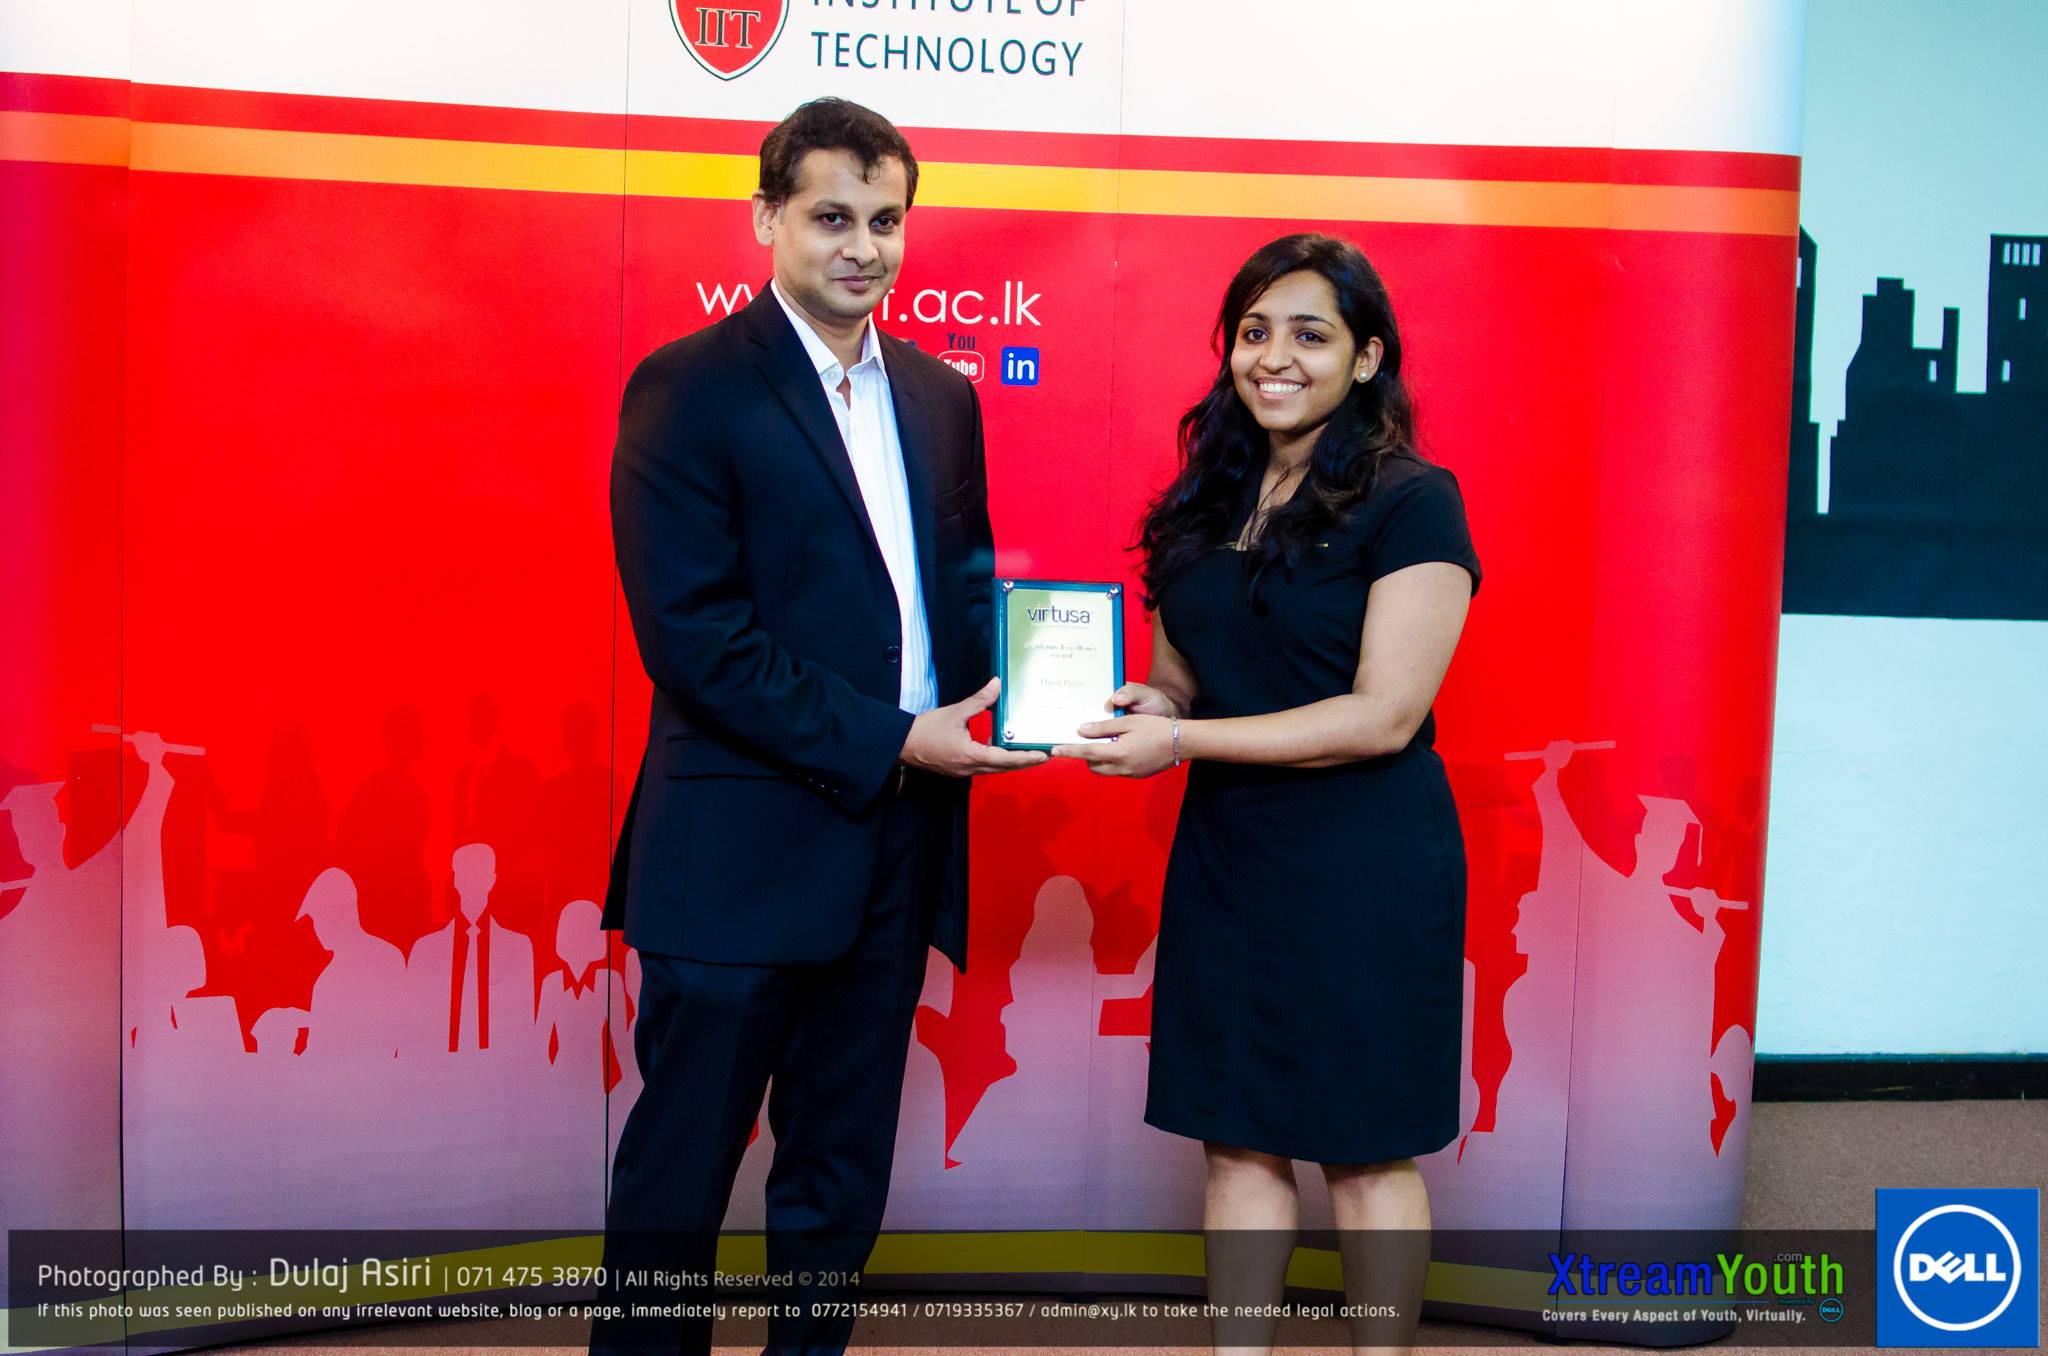 IIT
INSTITUTE OF
TECHNOLOGY
.ac.lk
You
Tube
in
virtusa
Academic Excellence
Award
Third Prize
Photographed By : Dulaj Asiri | 071 475 3870 | All Rights Reserved © 2014
If this photo was seen published on any irrelevant website, blog or a page, immediately report to 0772154941 / 0719335367 / admin@xy.lk to take the needed legal actions.
XtreamYouth.com
Powered by DELL
Covers Every Aspect of Youth, Virtually.
DELL